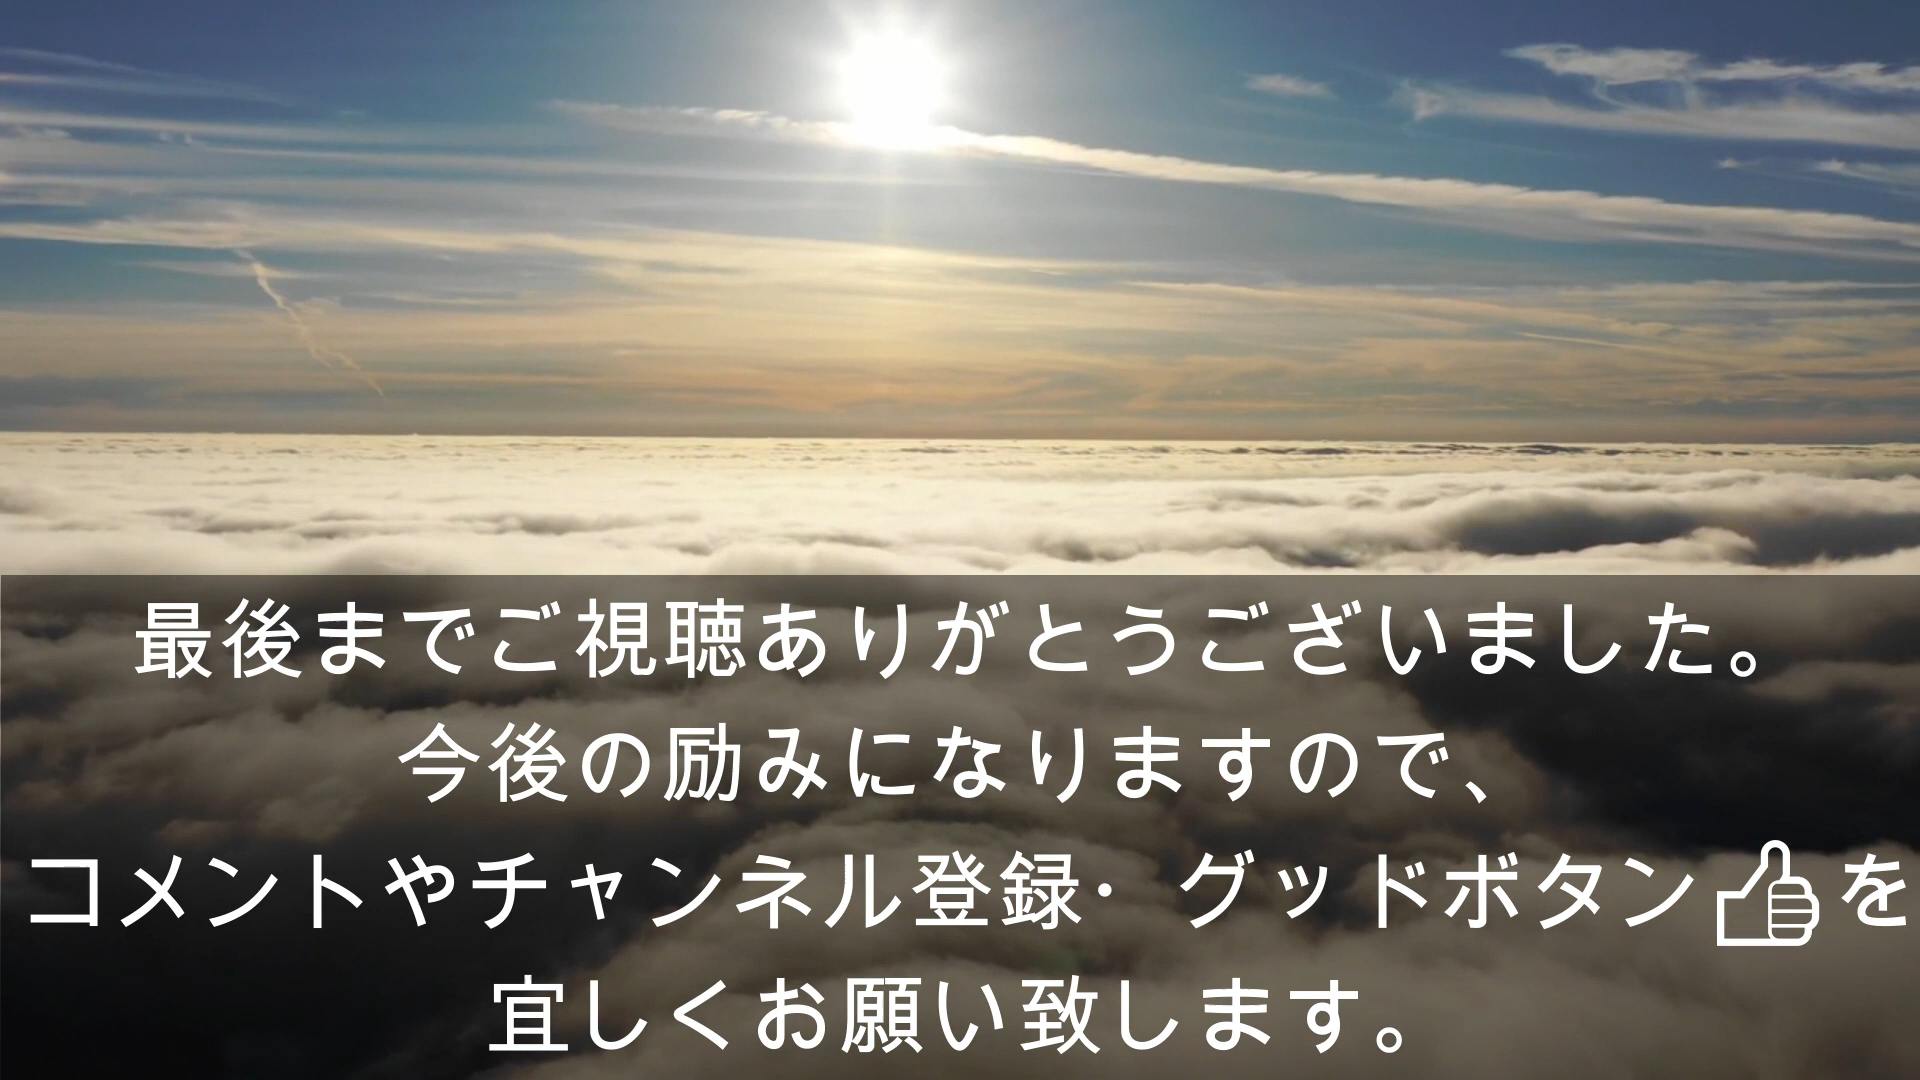 最後までご視聴ありがとうございました。
今後の励みになりますので、
コメントやチャンネル登録・グッドボタン👍を
宜しくお願い致します。